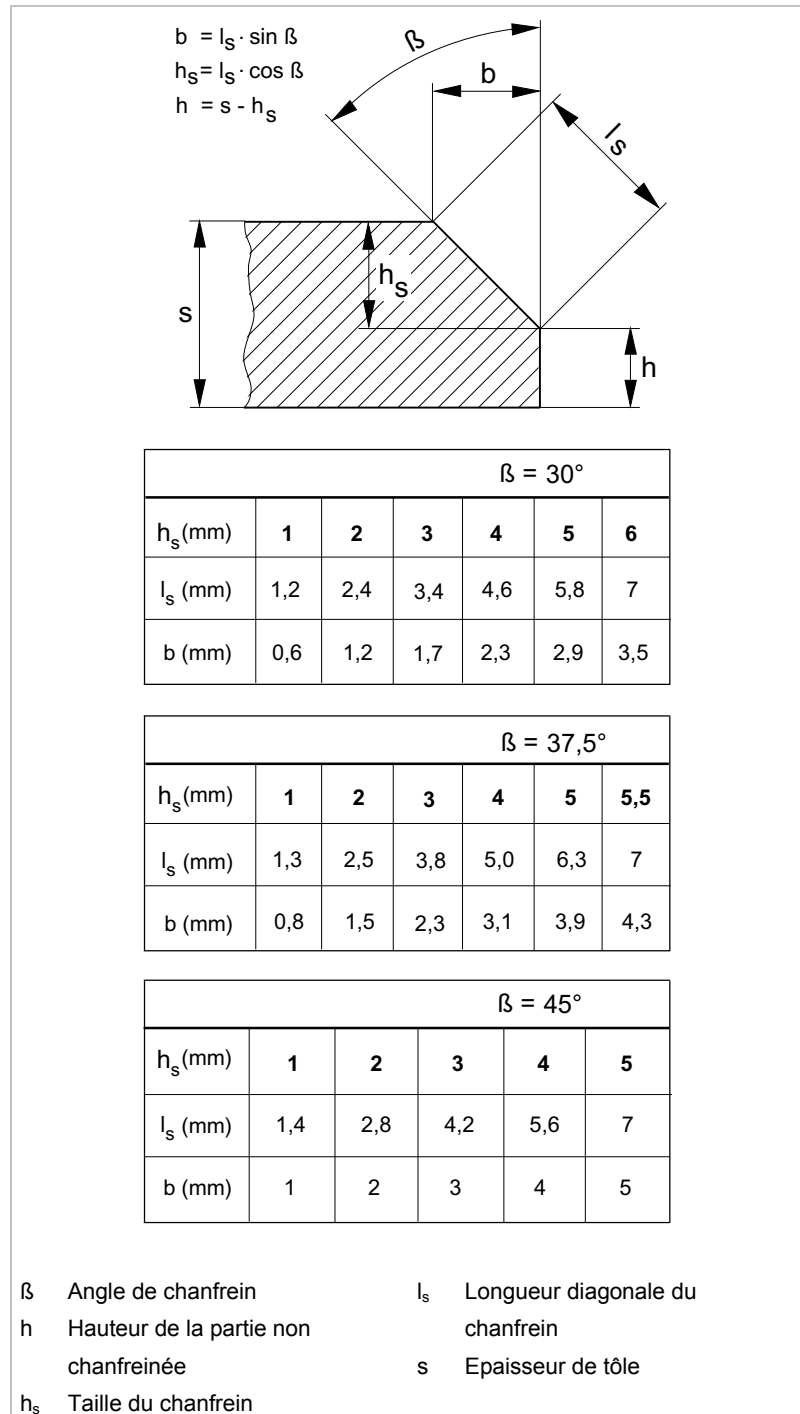 b = lₛ · sin ß
hₛ = lₛ · cos ß
h = s - hₛ
ß
b
lₛ
hₛ
s
h
ß = 30°
hₛ (mm) 1 2 3 4 5 6
lₛ (mm) 1,2 2,4 3,4 4,6 5,8 7
b (mm) 0,6 1,2 1,7 2,3 2,9 3,5
ß = 37,5°
hₛ (mm) 1 2 3 4 5 5,5
lₛ (mm) 1,3 2,5 3,8 5,0 6,3 7
b (mm) 0,8 1,5 2,3 3,1 3,9 4,3
ß = 45°
hₛ (mm) 1 2 3 4 5
lₛ (mm) 1,4 2,8 4,2 5,6 7
b (mm) 1 2 3 4 5
ß Angle de chanfrein
h Hauteur de la partie non
chanfreinée
hₛ Taille du chanfrein
lₛ Longueur diagonale du
chanfrein
s Epaisseur de tôle